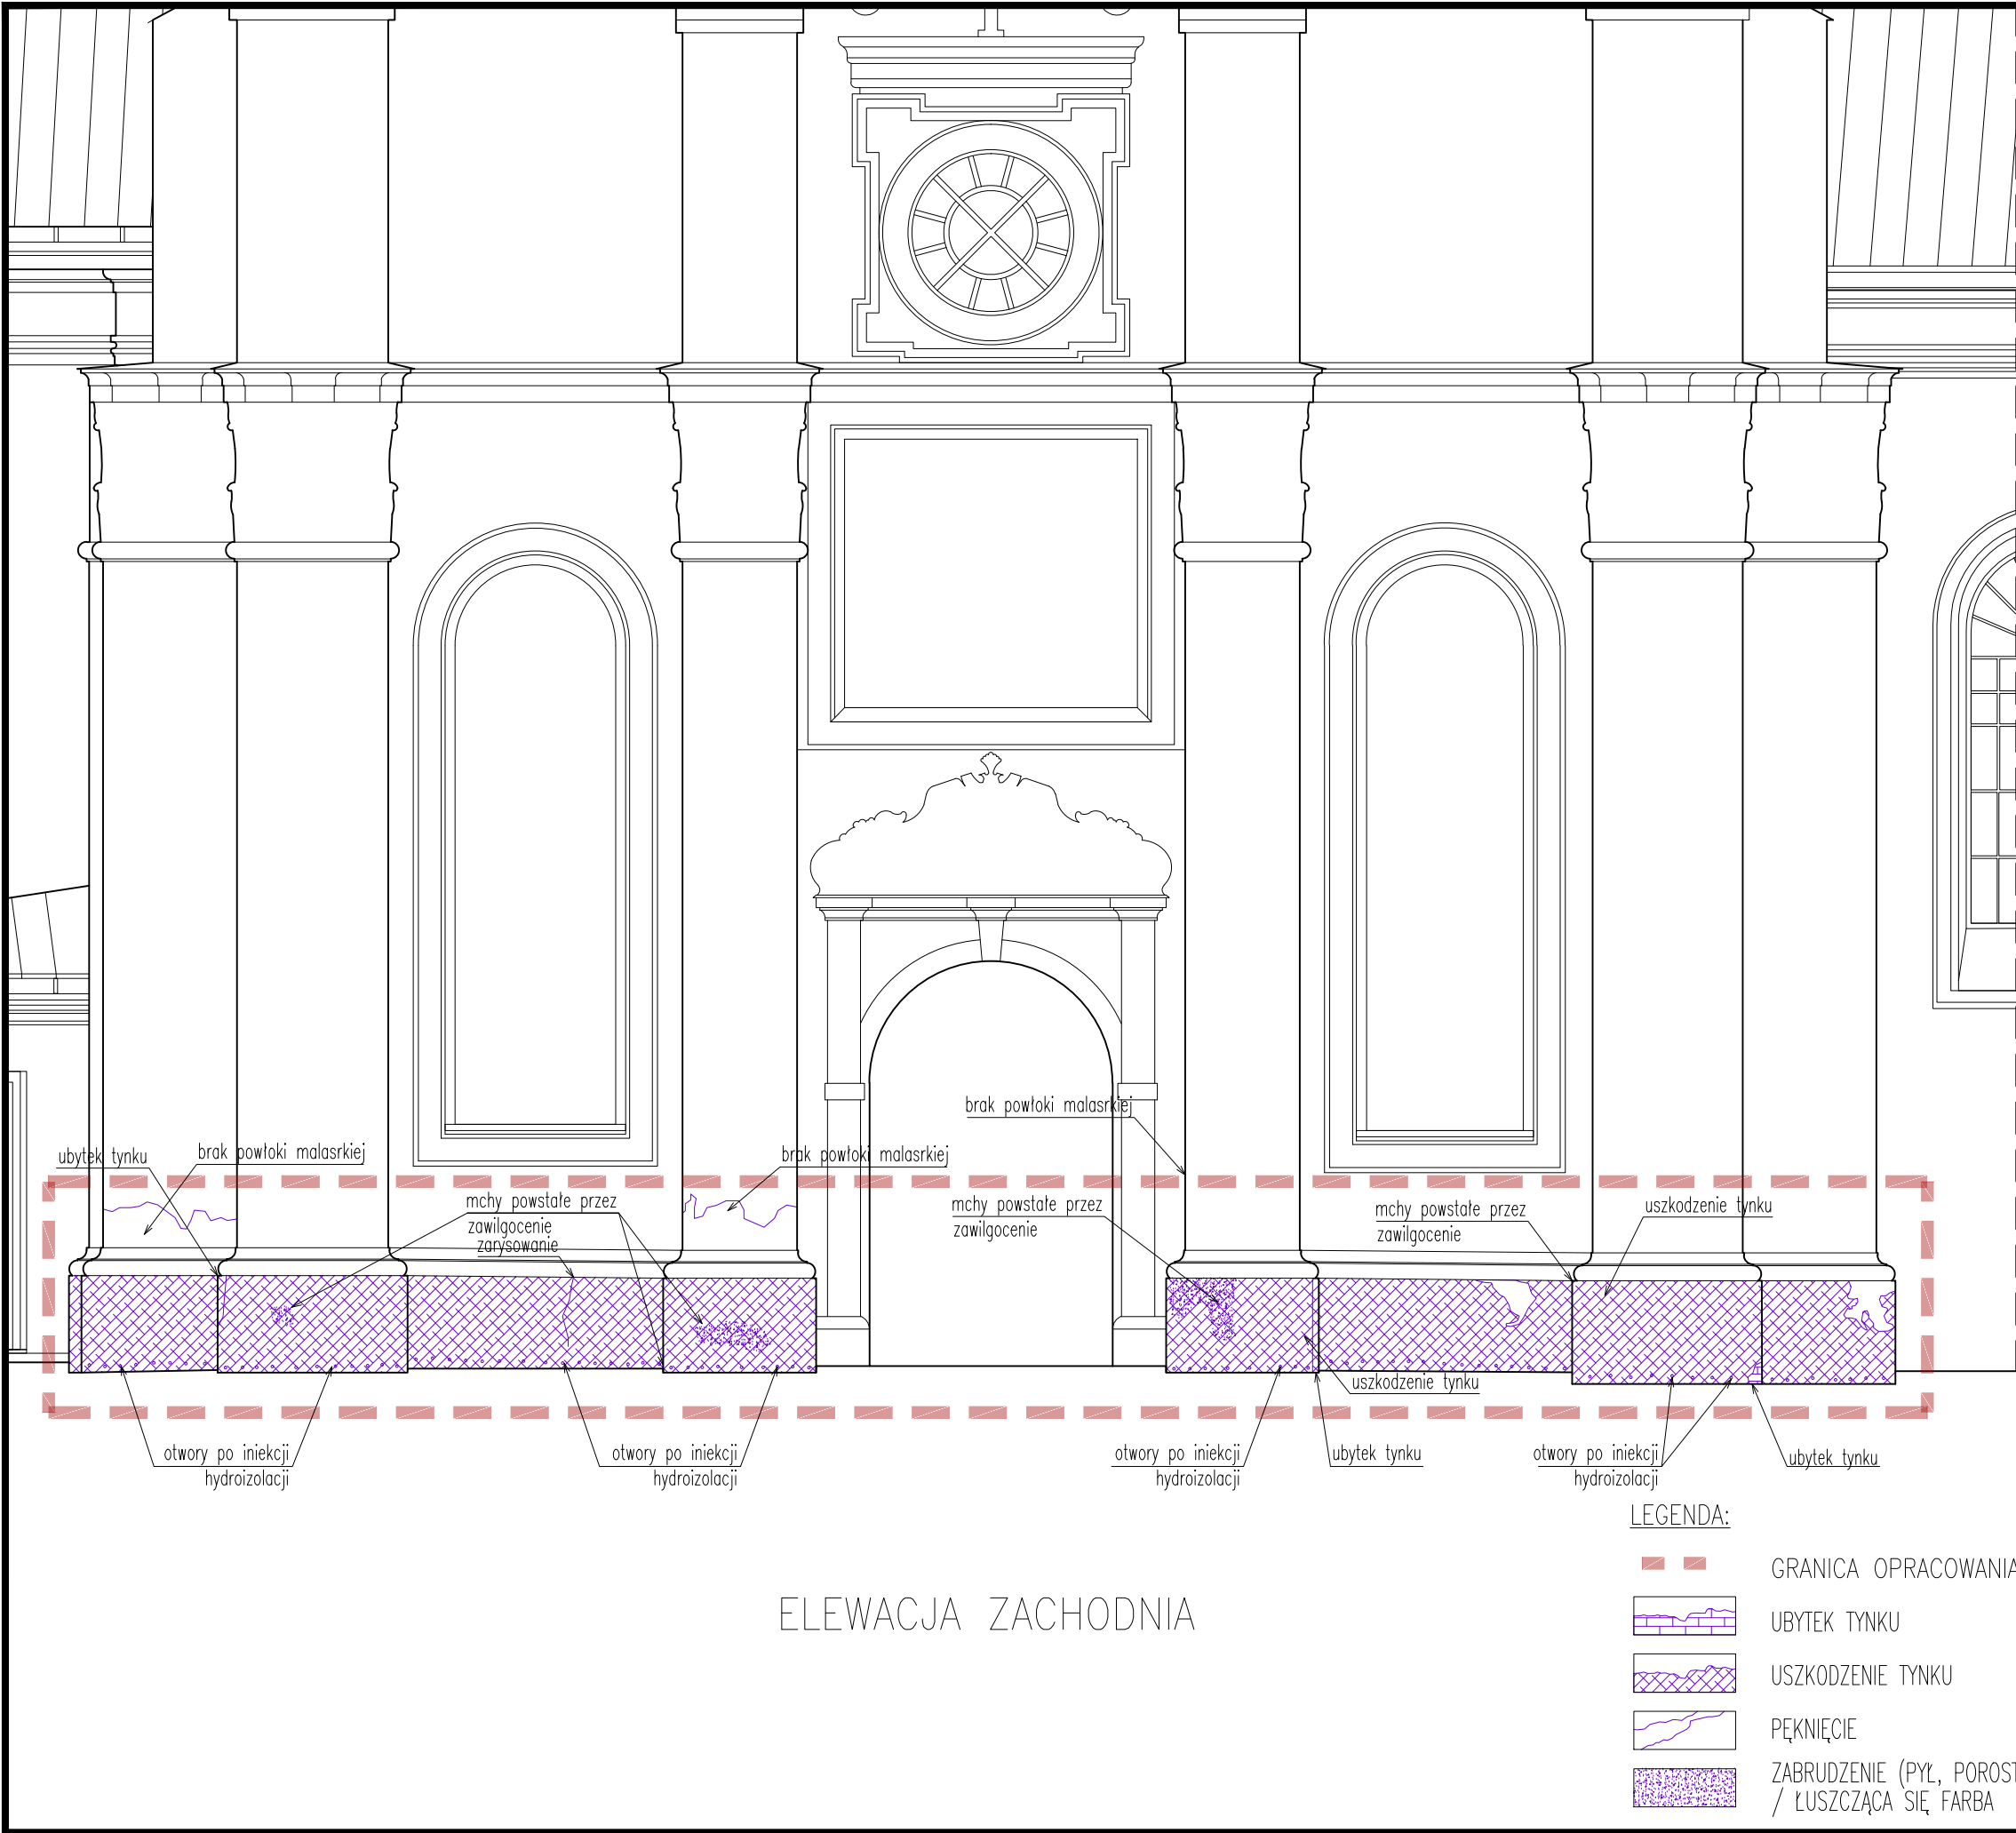 brak powłoki malasrkiej
ubytek tynku
brak powłoki malasrkiej
brak powłoki malasrkiej
mchy powstałe przez
zawilgocenie
zarysowanie
mchy powstałe przez
zawilgocenie
mchy powstałe przez
zawilgocenie
uszkodzenie tynku
uszkodzenie tynku
otwory po iniekcji
hydroizolacji
otwory po iniekcji
hydroizolacji
otwory po iniekcji
hydroizolacji
ubytek tynku
otwory po iniekcji
hydroizolacji
ubytek tynku
LEGENDA:
GRANICA OPRACOWANIA
UBYTEK TYNKU
USZKODZENIE TYNKU
PĘKNIĘCIE
ZABRUDZENIE (PYŁ, POROST
/ ŁUSZCZĄCA SIĘ FARBA
ELEWACJA ZACHODNIA